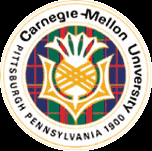 Carnegie-Mellon University
PITTSBURGH PENNSYLVANIA 1900